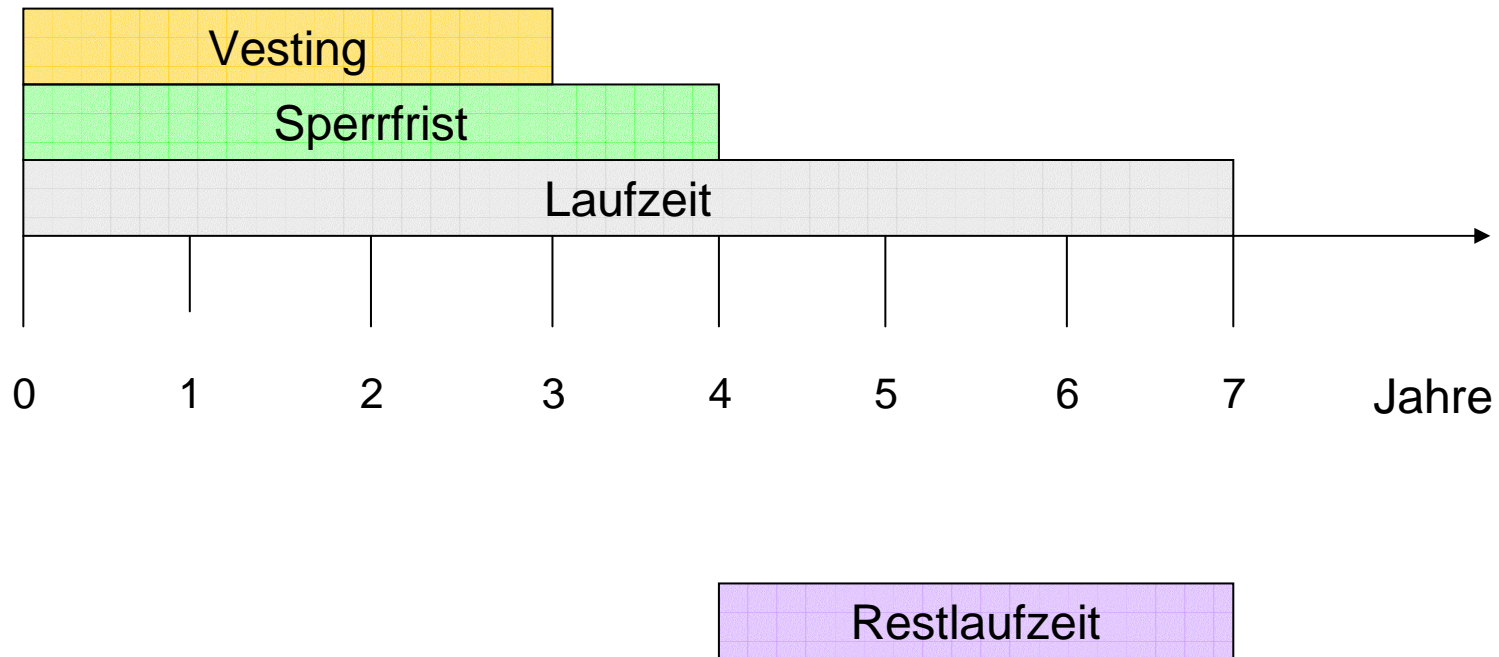 Vesting
Sperrfrist
Laufzeit
0 1 2 3 4 5 6 7 Jahre
Restlaufzeit